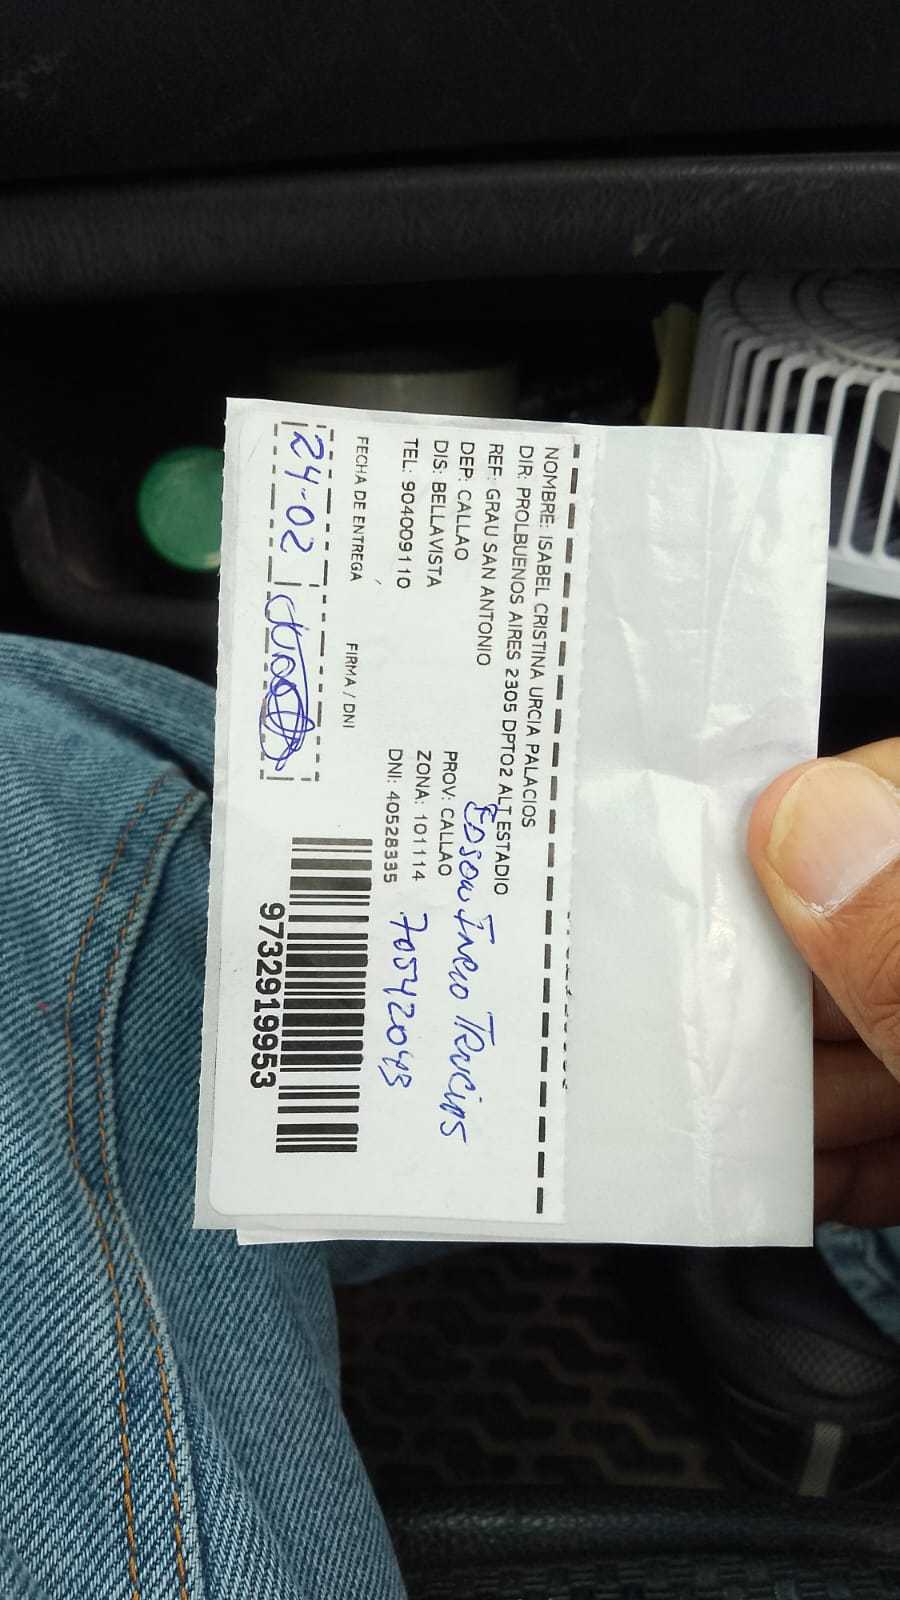 NOMBRE: ISABEL CRISTINA URCIA PALACIOS
DIR: PROLBUENOS AIRES 2305 DPTO2 ALT ESTADIO
REF: GRAU SAN ANTONIO
DEP: CALLAO PROV: CALLAO
DIS: BELLAVISTA ZONA: 101114
TEL: 904009110 DNI: 40528335
EDSON INCIO TRUCIOS
70542043
FECHA DE ENTREGA FIRMA / DNI
24-02
9732919953